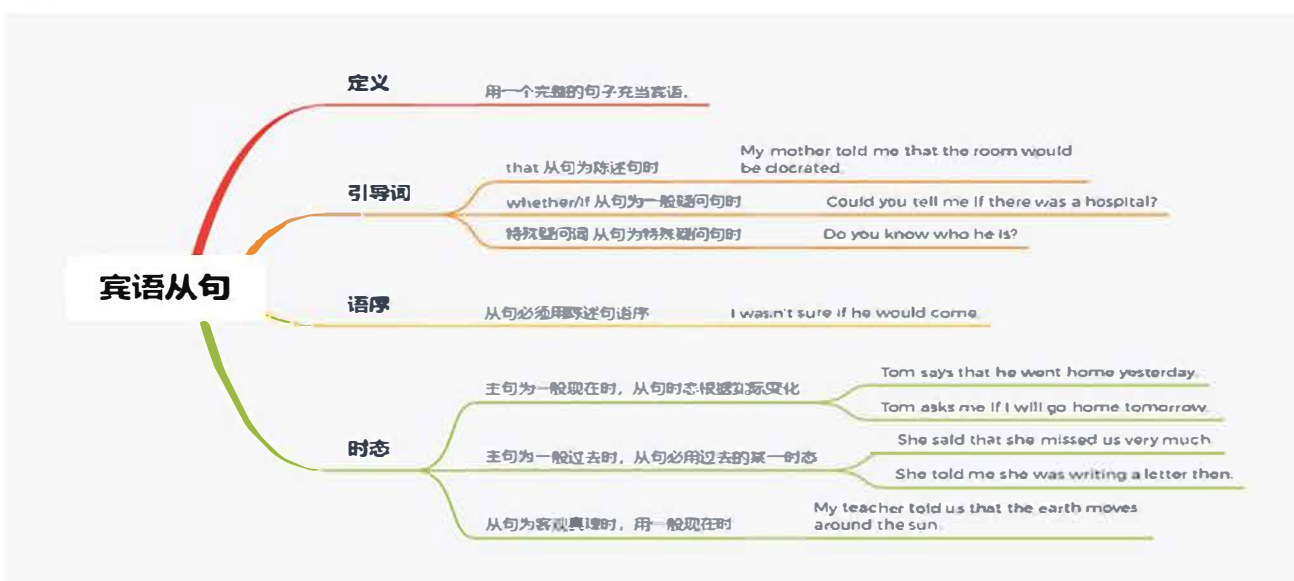 定义
用一个完整的句子充当宾语.
引导词
that 从句为陈述句时
My mother told me that the room would
be docrated.
whether/if 从句为一般疑问句时
Could you tell me if there was a hospital?
特殊疑问词 从句为特殊疑问句时
Do you know who he is?
宾语从句
语序
从句必须用陈述句语序
I wasn't sure if he would come.
时态
主句为一般现在时，从句时态根据实际变化
Tom says that he went home yesterday.
Tom asks me if I will go home tomorrow.
主句为一般过去时，从句必用过去的某一时态
She said that she missed us very much.
She told me she was writing a letter then.
从句为客观真理时，用一般现在时
My teacher told us that the earth moves
around the sun.